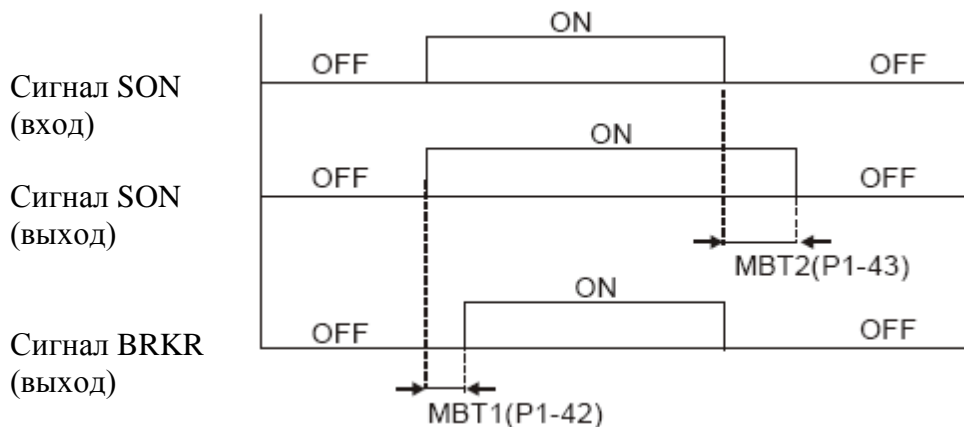 ON
OFF
OFF
Сигнал SON
(вход)
ON
OFF
OFF
Сигнал SON
(выход)
MBT2(P1-43)
ON
OFF
OFF
Сигнал BRKR
(выход)
MBT1(P1-42)